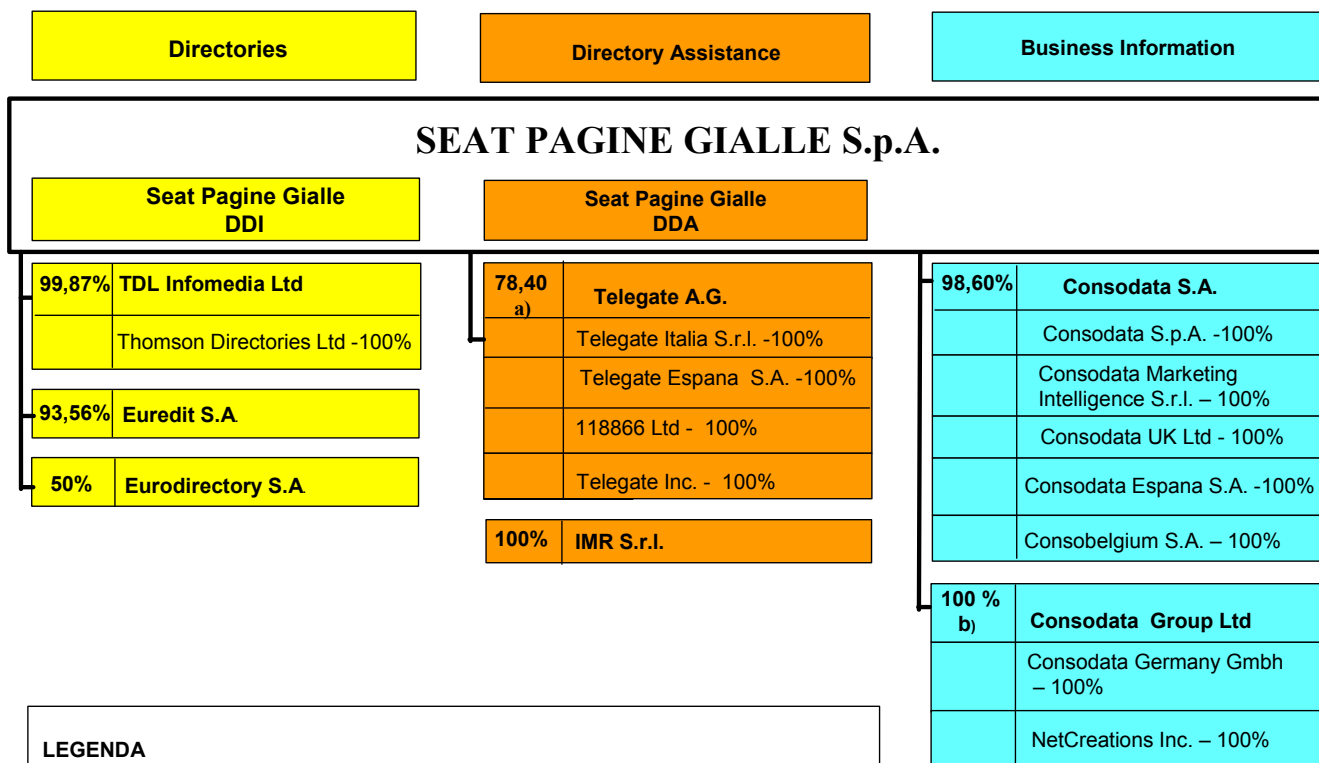 Directories
Directory Assistance
Business Information
SEAT PAGINE GIALLE S.p.A.
Seat Pagine Gialle
DDI
Seat Pagine Gialle
DDA
99,87% TDL Infomedia Ltd
Thomson Directories Ltd -100%
93,56% Euredit S.A.
50% Eurodirectory S.A.
78,40
a)
Telegate A.G.
Telegate Italia S.r.l. -100%
Telegate Espana S.A. -100%
118866 Ltd - 100%
Telegate Inc. - 100%
100% IMR S.r.l.
98,60% Consodata S.A.
Consodata S.p.A. -100%
Consodata Marketing
Intelligence S.r.l. – 100%
Consodata UK Ltd - 100%
Consodata Espana S.A. -100%
Consobelgium S.A. – 100%
100 %
b)
Consodata Group Ltd
Consodata Germany Gmbh
– 100%
NetCreations Inc. – 100%
LEGENDA